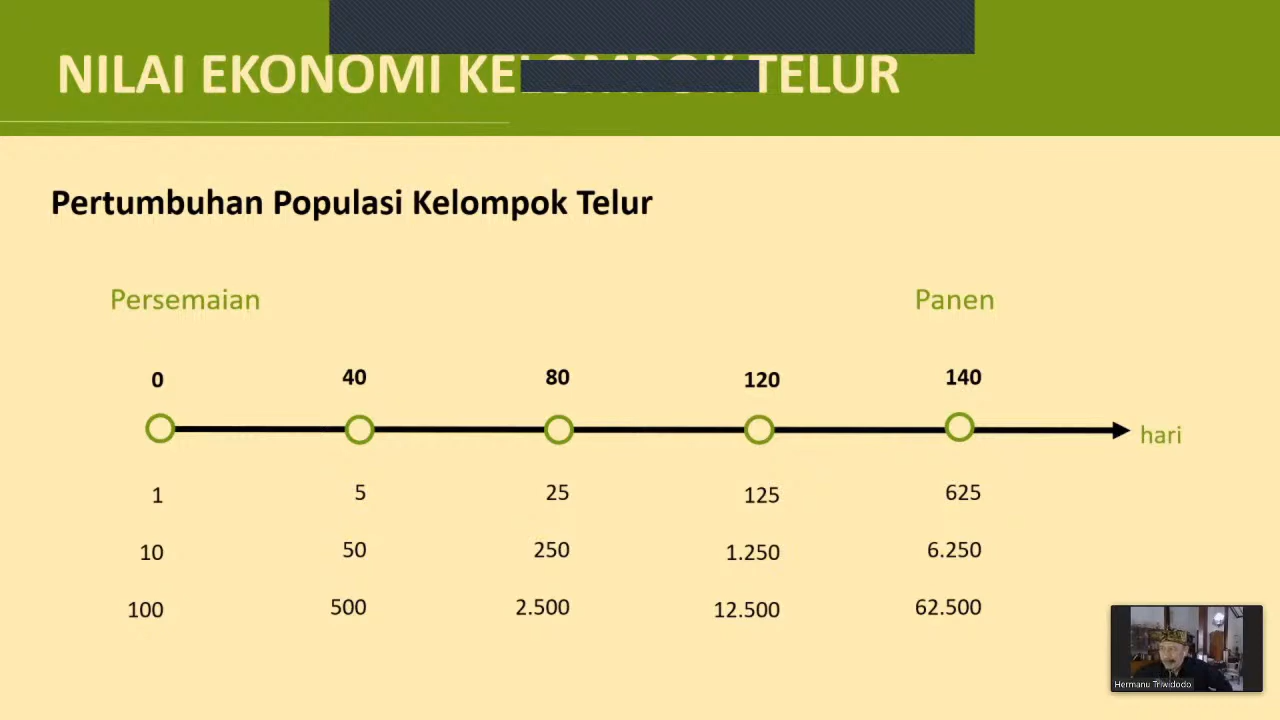 NILAI EKONOMI KELOMPOK TELUR
Pertumbuhan Populasi Kelompok Telur
Persemaian Panen
0 40 80 120 140
hari
1 5 25 125 625
10 50 250 1.250 6.250
100 500 2.500 12.500 62.500
Hermanu Triwidodo